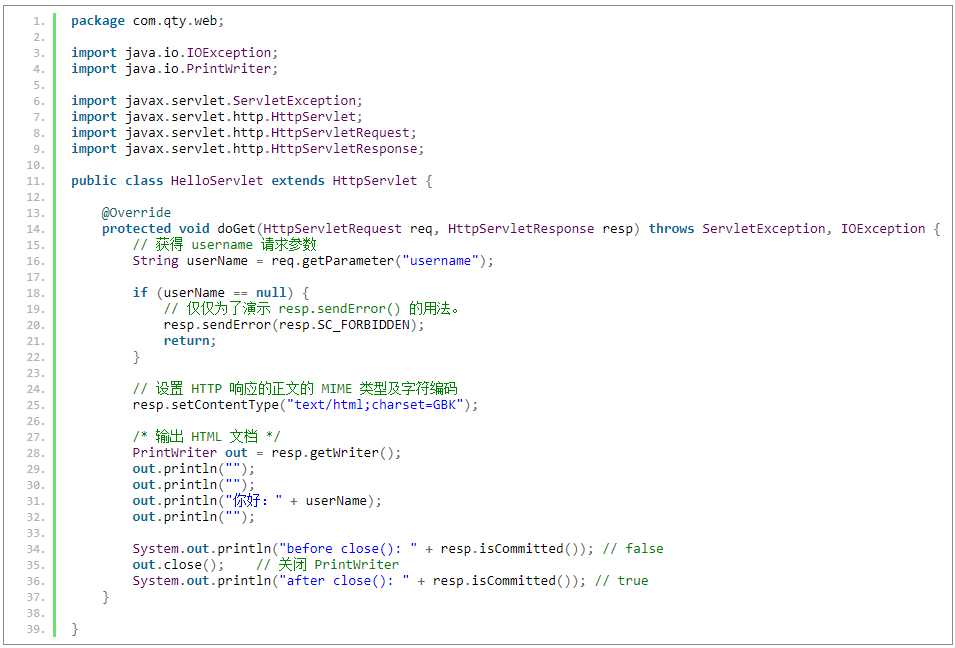 1. package com.qty.web;
2.
3. import java.io.IOException;
4. import java.io.PrintWriter;
5.
6. import javax.servlet.ServletException;
7. import javax.servlet.http.HttpServlet;
8. import javax.servlet.http.HttpServletRequest;
9. import javax.servlet.http.HttpServletResponse;
10.
11. public class HelloServlet extends HttpServlet {
12.
13.     @Override
14.     protected void doGet(HttpServletRequest req, HttpServletResponse resp) throws ServletException, IOException {
15.         // 获得 username 请求参数
16.         String userName = req.getParameter("username");
17.
18.         if (userName == null) {
19.             // 仅仅为了演示 resp.sendError() 的用法。
20.             resp.sendError(resp.SC_FORBIDDEN);
21.             return;
22.         }
23.
24.         // 设置 HTTP 响应的正文的 MIME 类型及字符编码
25.         resp.setContentType("text/html;charset=GBK");
26.
27.         /* 输出 HTML 文档 */
28.         PrintWriter out = resp.getWriter();
29.         out.println("");
30.         out.println("");
31.         out.println("你好：" + userName);
32.         out.println("");
33.
34.         System.out.println("before close(): " + resp.isCommitted()); // false
35.         out.close();    // 关闭 PrintWriter
36.         System.out.println("after close(): " + resp.isCommitted()); // true
37.     }
38.
39. }